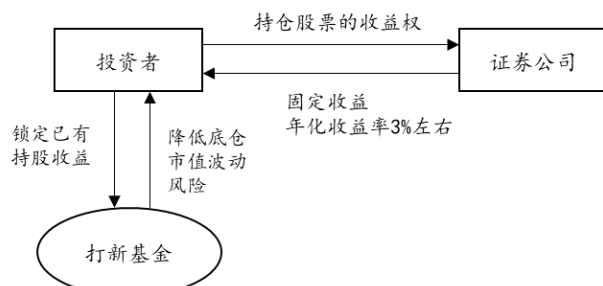 持仓股票的收益权
投资者
证券公司
固定收益
年化收益率3%左右
锁定已有
持股收益
降低底仓
市值波动
风险
打新基金